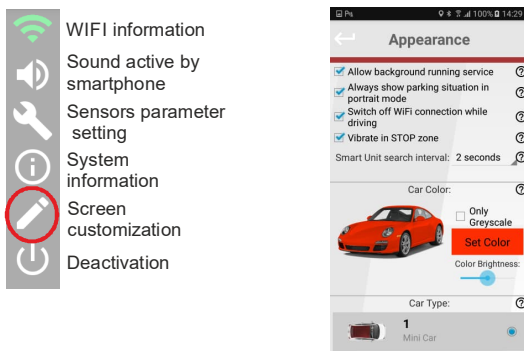 WIFI information
Sound active by
smartphone
Sensors parameter
setting
System
information
Screen
customization
Deactivation
100% 14:29
Appearance
Allow background running service
Always show parking situation in
portrait mode
Switch off WiFi connection while
driving
Vibrate in STOP zone
Smart Unit search interval: 2 seconds
Car Color:
Only
Greyscale
Set Color
Color Brightness:
Car Type:
1
Mini Car